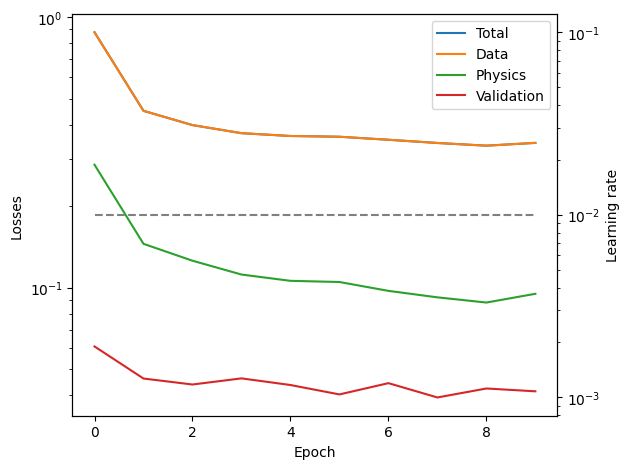 Total
Data
Physics
Validation
10⁰
10⁻¹
Losses
10⁻¹
10⁻²
10⁻³
Learning rate
0 2 4 6 8
Epoch